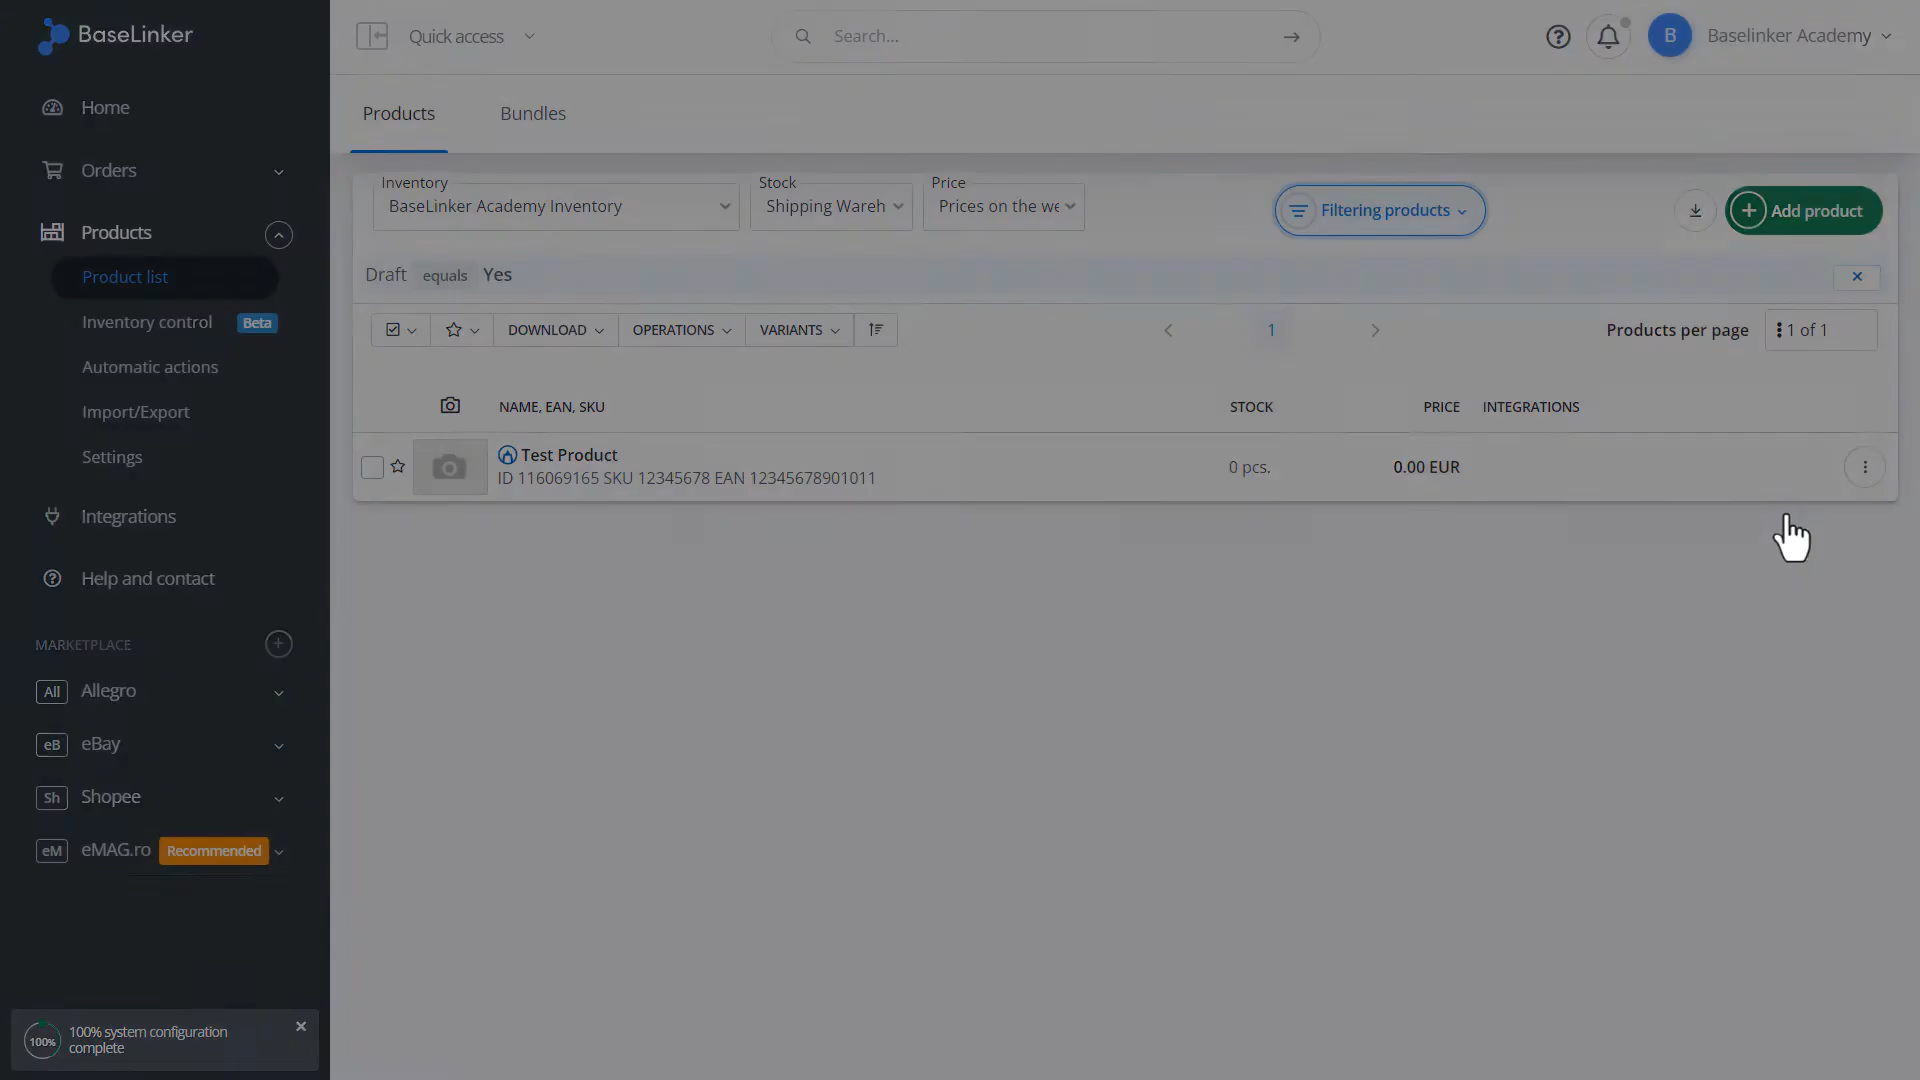 BaseLinker
Quick access
Search...
B
Baselinker Academy
Home
Orders
Products
Product list
Inventory control Beta
Automatic actions
Import/Export
Settings
Integrations
Help and contact
MARKETPLACE
All Allegro
eB eBay
Sh Shopee
eM eMAG.ro Recommended
100% 100% system configuration
complete
Products Bundles
Inventory Stock Price
BaseLinker Academy Inventory Shipping Wareh Prices on the we Filtering products Add product
Draft equals Yes
DOWNLOAD OPERATIONS VARIANTS 1 Products per page 1 of 1
NAME, EAN, SKU STOCK PRICE INTEGRATIONS
Test Product
ID 116069165 SKU 12345678 EAN 12345678901011 0 pcs. 0.00 EUR